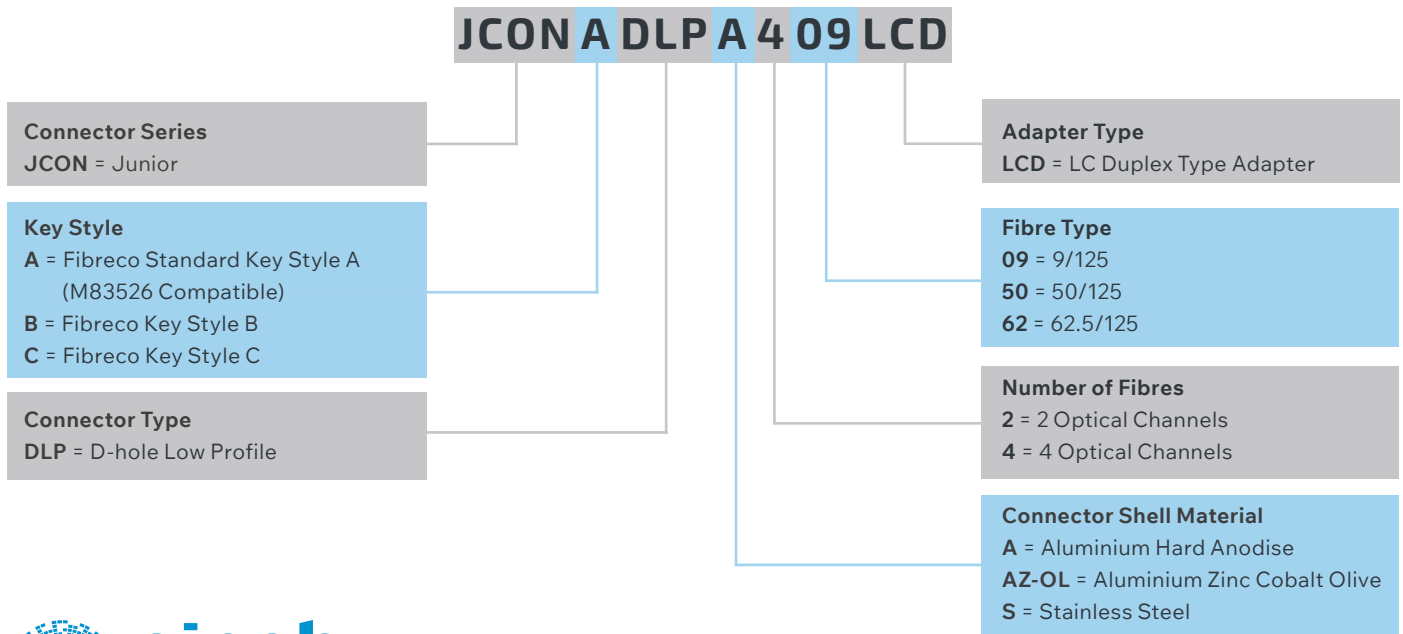 JCON A DLP A 4 09 LCD
Connector Series
JCON = Junior
Key Style
A = Fibreco Standard Key Style A
(M83526 Compatible)
B = Fibreco Key Style B
C = Fibreco Key Style C
Connector Type
DLP = D-hole Low Profile
Adapter Type
LCD = LC Duplex Type Adapter
Fibre Type
09 = 9/125
50 = 50/125
62 = 62.5/125
Number of Fibres
2 = 2 Optical Channels
4 = 4 Optical Channels
Connector Shell Material
A = Aluminium Hard Anodise
AZ-OL = Aluminium Zinc Cobalt Olive
S = Stainless Steel